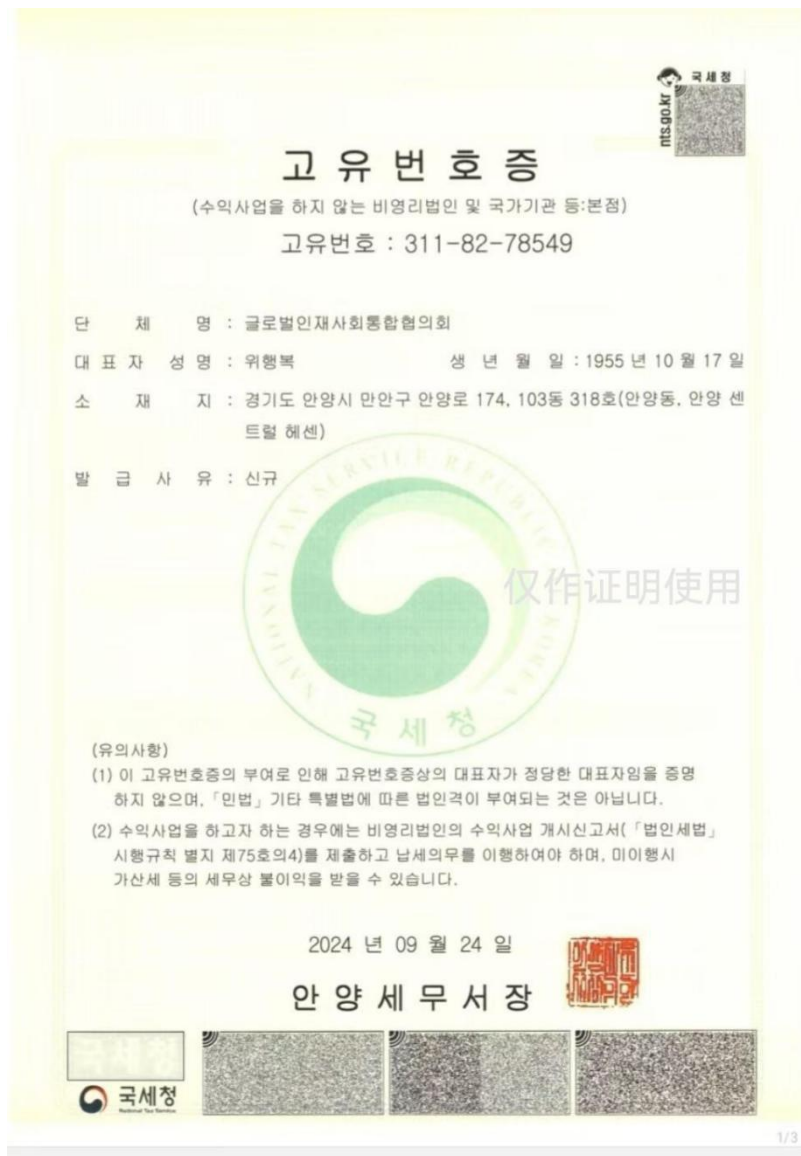 국세청
nts.go.kr
고유번호증
(수익사업을 하지 않는 비영리법인 및 국가기관 등:본점)
고유번호 : 311-82-78549
단 체 명 : 글로벌인재사회통합협의회
대표자 성명 : 위행복 생 년 월 일 : 1955 년 10 월 17 일
소 재 지 : 경기도 안양시 만안구 안양로 174, 103동 318호(안양동, 안양 센
트럴 헤센)
발 급 사 유 : 신규
NATIONAL TAX SERVICE REPUBLIC OF KOREA
仅作证明使用
국세청
(유의사항)
(1) 이 고유번호증의 부여로 인해 고유번호증상의 대표자가 정당한 대표자임을 증명
하지 않으며, 「민법」 기타 특별법에 따른 법인격이 부여되는 것은 아닙니다.
(2) 수익사업을 하고자 하는 경우에는 비영리법인의 수익사업 개시신고서(「법인세법」
시행규칙 별지 제75호의4)를 제출하고 납세의무를 이행하여야 하며, 미이행시
가산세 등의 세무상 불이익을 받을 수 있습니다.
2024 년 09 월 24 일
안양세무서장
국세청
국세청
National Tax Service
1/3